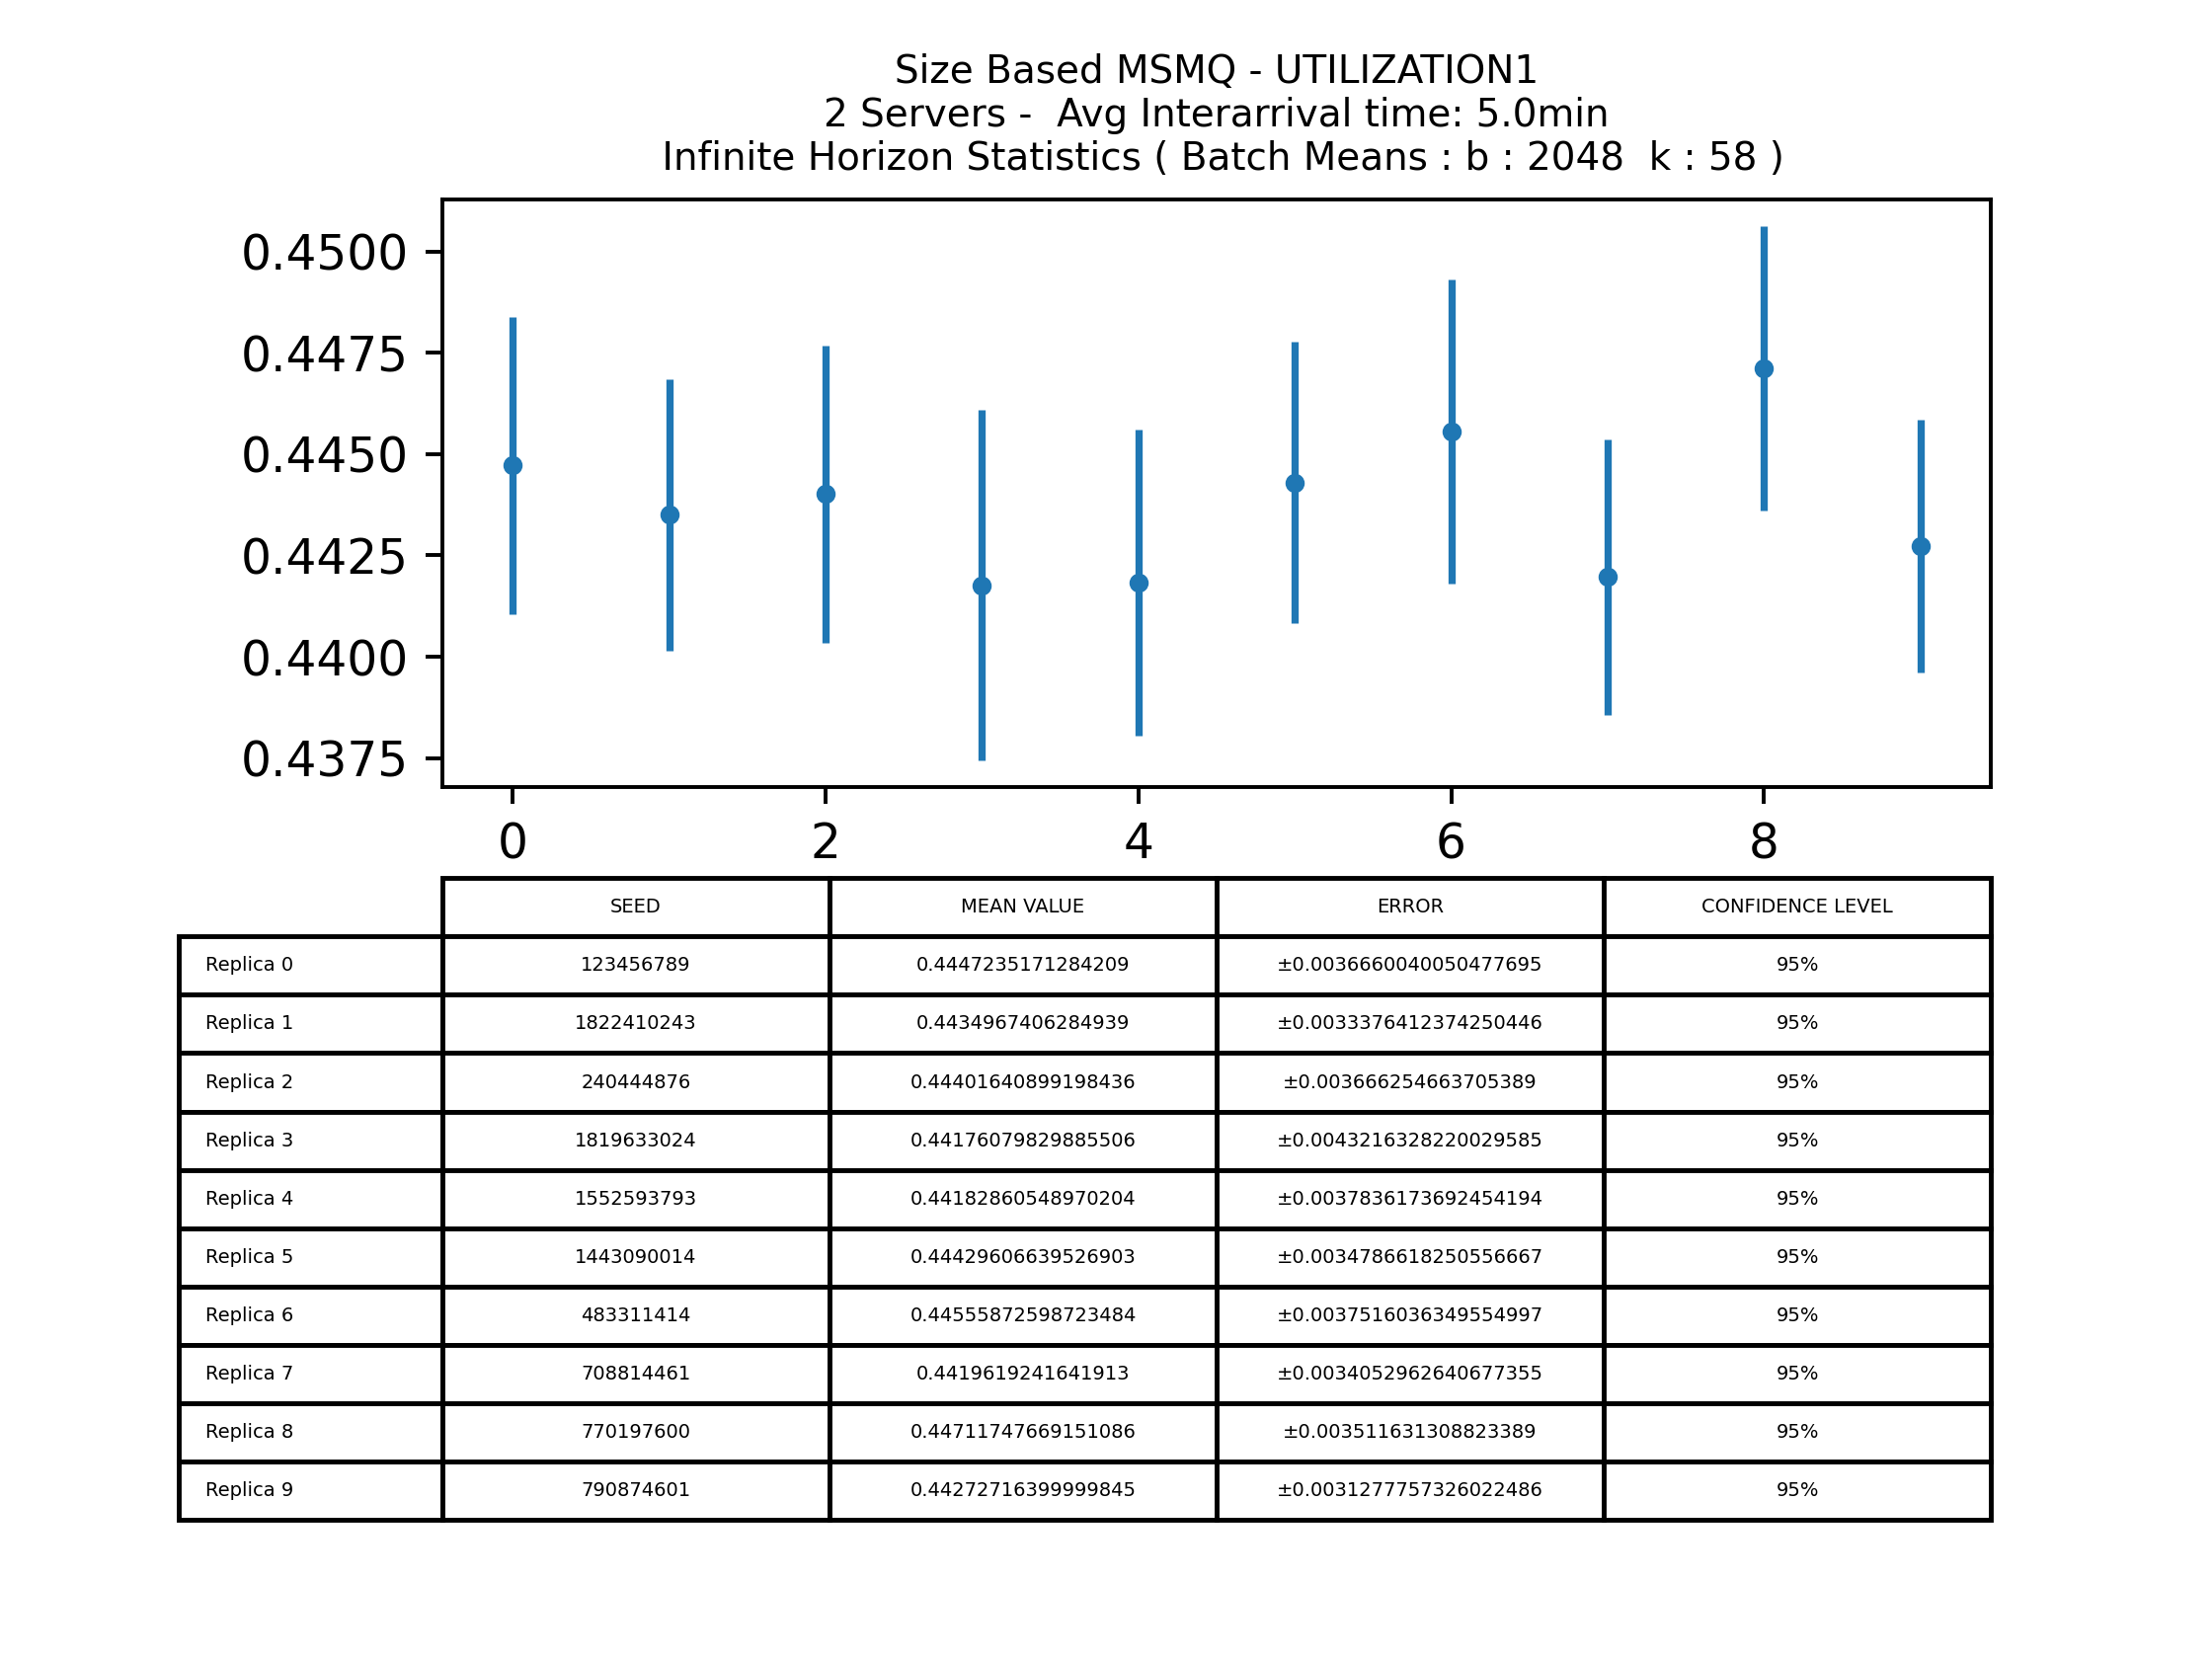 Size Based MSMQ - UTILIZATION1
2 Servers -  Avg Interarrival time: 5.0min
Infinite Horizon Statistics ( Batch Means : b : 2048  k : 58 )
0.4500
0.4475
0.4450
0.4425
0.4400
0.4375
0 2 4 6 8
SEED MEAN VALUE ERROR CONFIDENCE LEVEL
Replica 0 123456789 0.4447235171284209 ±0.0036660040050477695 95%
Replica 1 1822410243 0.4434967406284939 ±0.0033376412374250446 95%
Replica 2 240444876 0.44401640899198436 ±0.003666254663705389 95%
Replica 3 1819633024 0.44176079829885506 ±0.0043216328220029585 95%
Replica 4 1552593793 0.44182860548970204 ±0.0037836173692454194 95%
Replica 5 1443090014 0.44429606639526903 ±0.0034786618250556667 95%
Replica 6 483311414 0.44555872598723484 ±0.0037516036349554997 95%
Replica 7 708814461 0.4419619241641913 ±0.0034052962640677355 95%
Replica 8 770197600 0.44711747669151086 ±0.003511631308823389 95%
Replica 9 790874601 0.44272716399999845 ±0.0031277757326022486 95%